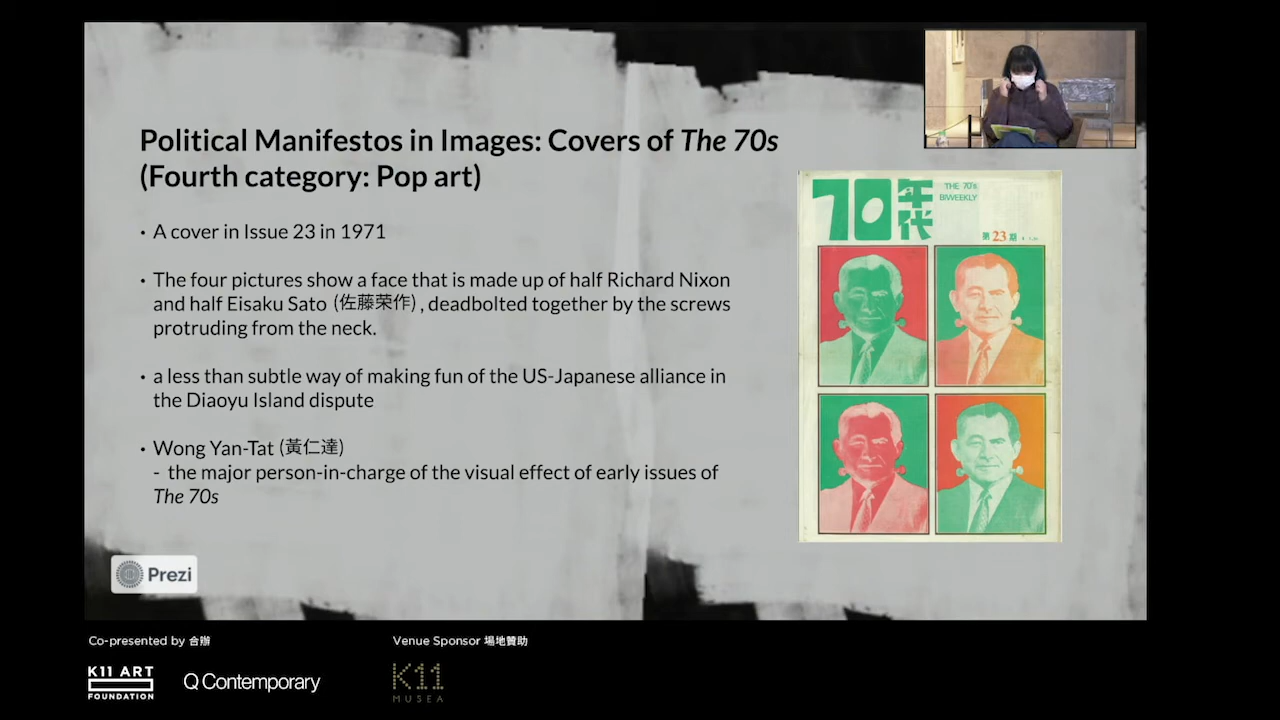 Political Manifestos in Images: Covers of The 70s
(Fourth category: Pop art)
• A cover in Issue 23 in 1971
• The four pictures show a face that is made up of half Richard Nixon
and half Eisaku Sato (佐藤荣作), deadbolted together by the screws
protruding from the neck.
• a less than subtle way of making fun of the US-Japanese alliance in
the Diaoyu Island dispute
• Wong Yan-Tat (黃仁達)
- the major person-in-charge of the visual effect of early issues of
The 70s
70年代
THE 70's
BIWEEKLY
第23期
Prezi
Co-presented by 合辦
Venue Sponsor 場地贊助
K11 ART
FOUNDATION
Q Contemporary
K11
MUSEA